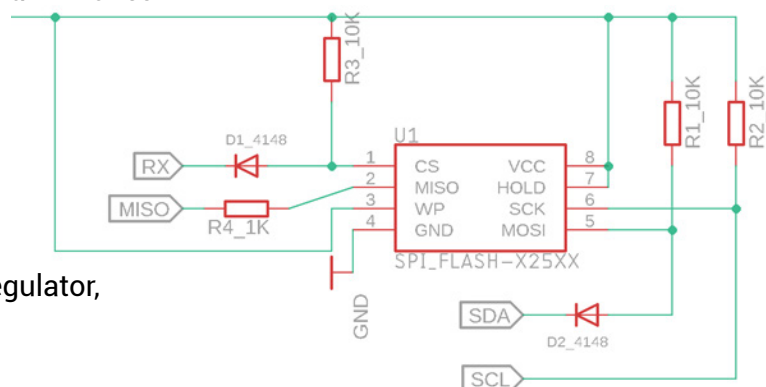 R3_10K
D1_4148
RX
MISO
R4_1K
U1
1 CS VCC 8
2 MISO HOLD 7
3 WP SCK 6
4 GND MOSI 5
SPI_FLASH-X25XX
R1_10K
R2_10K
egulator,
GND
SDA
D2_4148
SCL